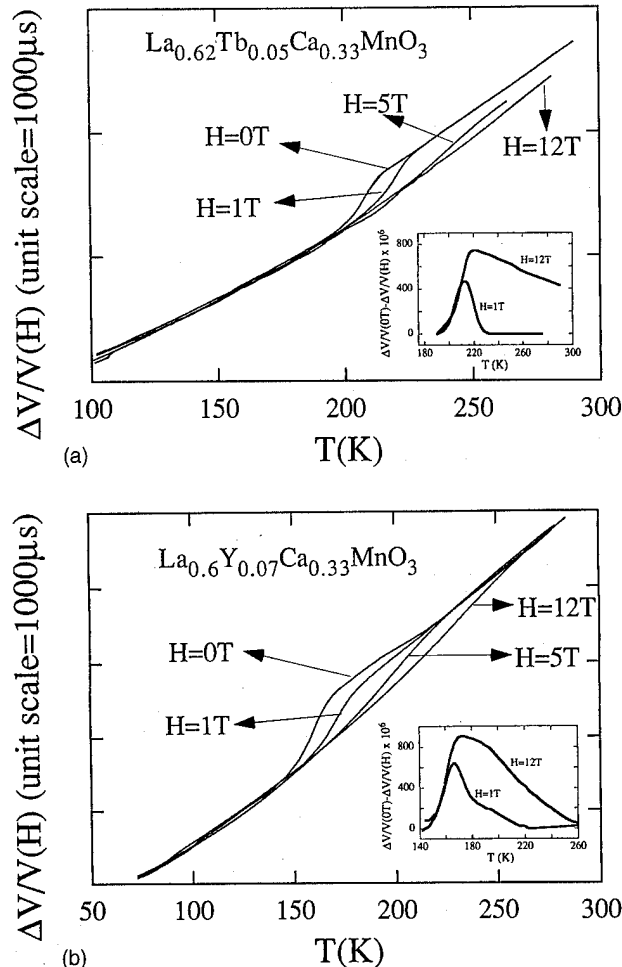 La0.62Tb0.05Ca0.33MnO3
H=5T
H=0T
H=12T
H=1T
ΔV/V(H) (unit scale=1000μs)
ΔV/V(0T)-ΔV/V(H) x 10^6
800
400
0
H=12T
H=1T
180 220 260 300
T (K)
100 150 200 250 300
T(K)
(a)
La0.6Y0.07Ca0.33MnO3
H=12T
H=0T
H=5T
H=1T
ΔV/V(H) (unit scale=1000μs)
ΔV/V(0T)-ΔV/V(H) x 10^6
800
400
0
H=12T
H=1T
140 180 220 260
T (K)
50 100 150 200 250 300
T(K)
(b)